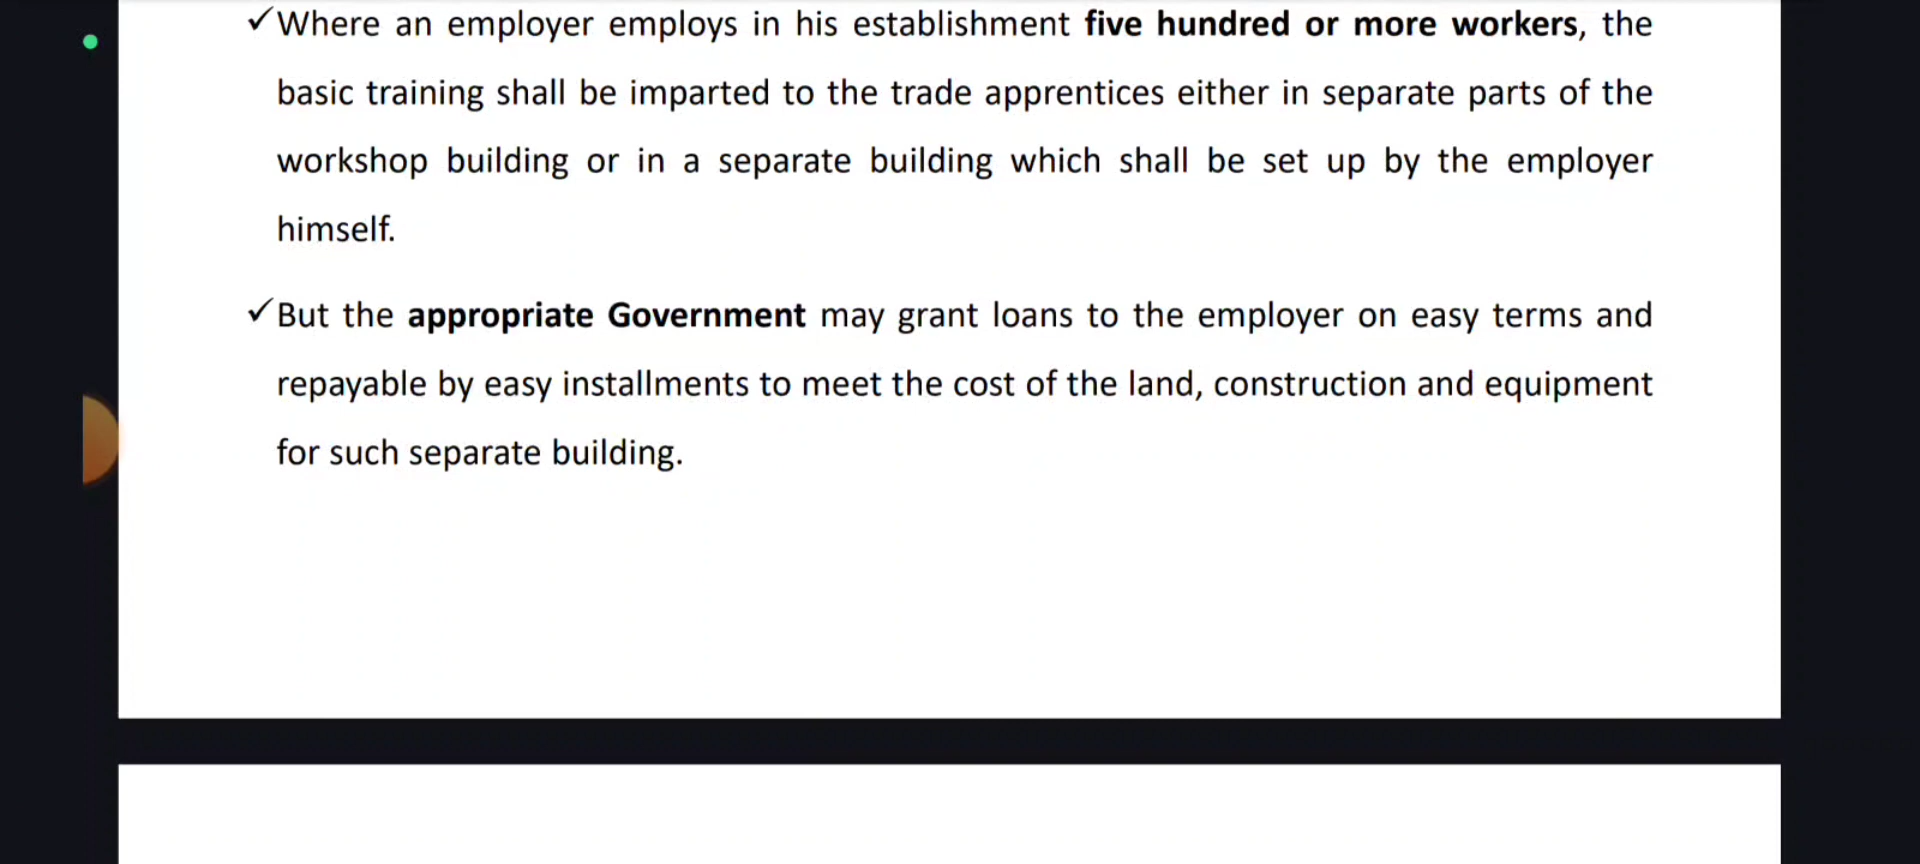 ✓Where an employer employs in his establishment five hundred or more workers, the
basic training shall be imparted to the trade apprentices either in separate parts of the
workshop building or in a separate building which shall be set up by the employer
himself.
✓But the appropriate Government may grant loans to the employer on easy terms and
repayable by easy installments to meet the cost of the land, construction and equipment
for such separate building.